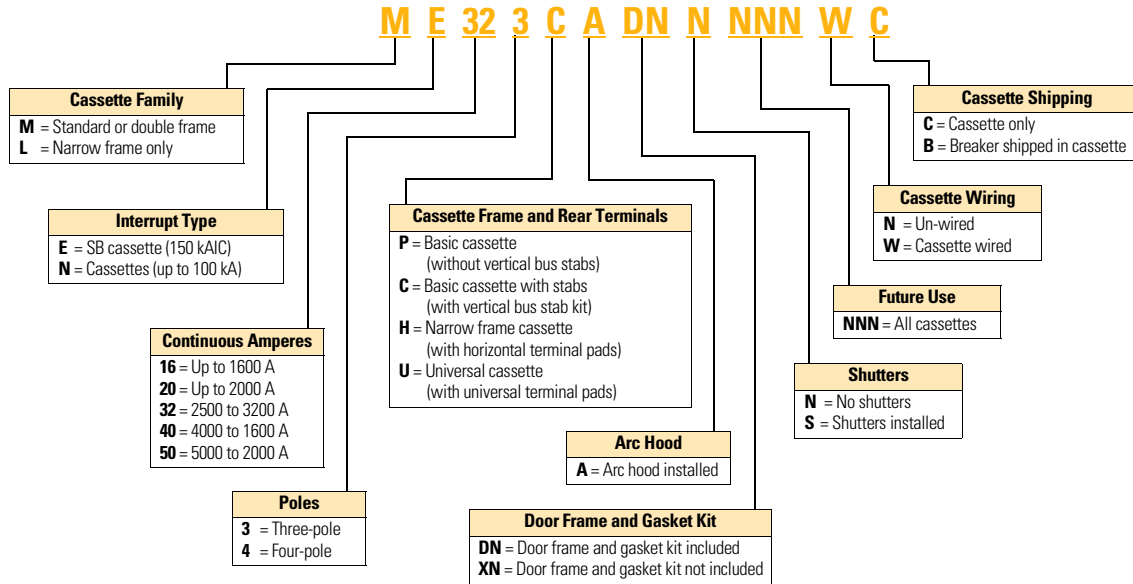 M E 32 3 C A DN N NNN W C
Cassette Family
M = Standard or double frame
L = Narrow frame only
Cassette Shipping
C = Cassette only
B = Breaker shipped in cassette
Interrupt Type
E = SB cassette (150 kAIC)
N = Cassettes (up to 100 kA)
Cassette Frame and Rear Terminals
P = Basic cassette
(without vertical bus stabs)
C = Basic cassette with stabs
(with vertical bus stab kit)
H = Narrow frame cassette
(with horizontal terminal pads)
U = Universal cassette
(with universal terminal pads)
Cassette Wiring
N = Un-wired
W = Cassette wired
Future Use
NNN = All cassettes
Continuous Amperes
16 = Up to 1600 A
20 = Up to 2000 A
32 = 2500 to 3200 A
40 = 4000 to 1600 A
50 = 5000 to 2000 A
Shutters
N = No shutters
S = Shutters installed
Arc Hood
A = Arc hood installed
Poles
3 = Three-pole
4 = Four-pole
Door Frame and Gasket Kit
DN = Door frame and gasket kit included
XN = Door frame and gasket kit not included